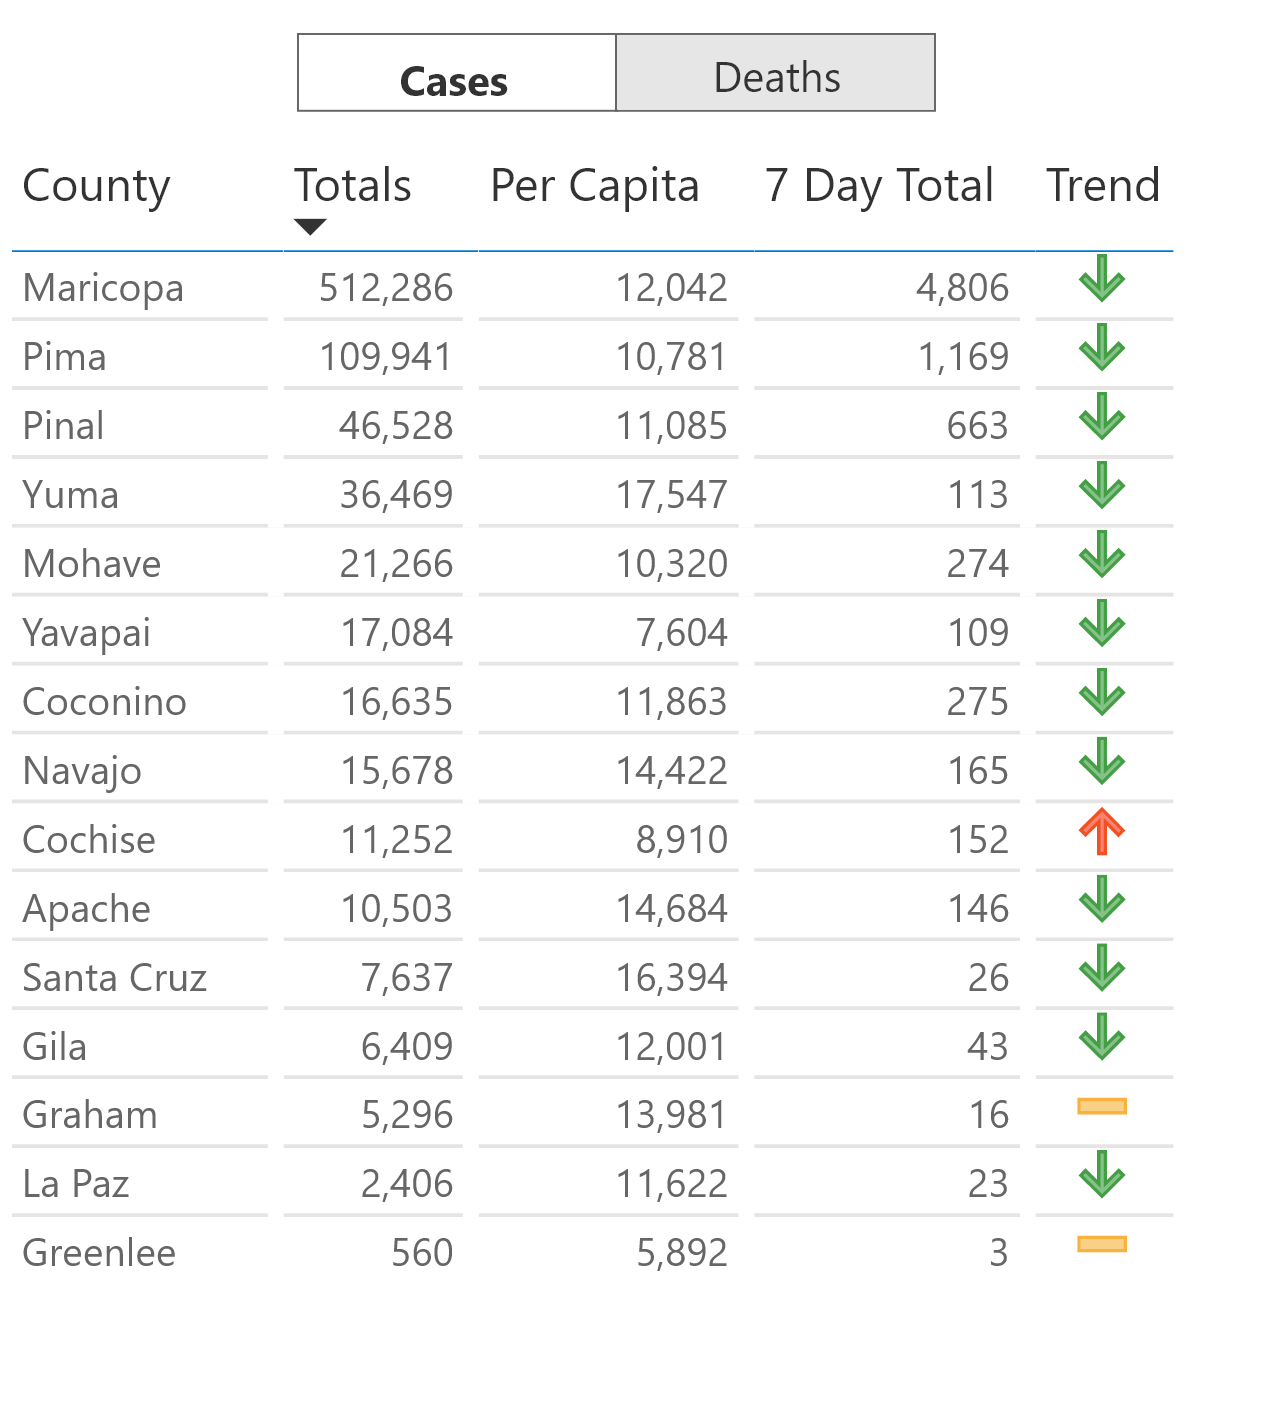 Cases Deaths
County Totals Per Capita 7 Day Total Trend
Maricopa 512,286 12,042 4,806
Pima 109,941 10,781 1,169
Pinal 46,528 11,085 663
Yuma 36,469 17,547 113
Mohave 21,266 10,320 274
Yavapai 17,084 7,604 109
Coconino 16,635 11,863 275
Navajo 15,678 14,422 165
Cochise 11,252 8,910 152
Apache 10,503 14,684 146
Santa Cruz 7,637 16,394 26
Gila 6,409 12,001 43
Graham 5,296 13,981 16
La Paz 2,406 11,622 23
Greenlee 560 5,892 3